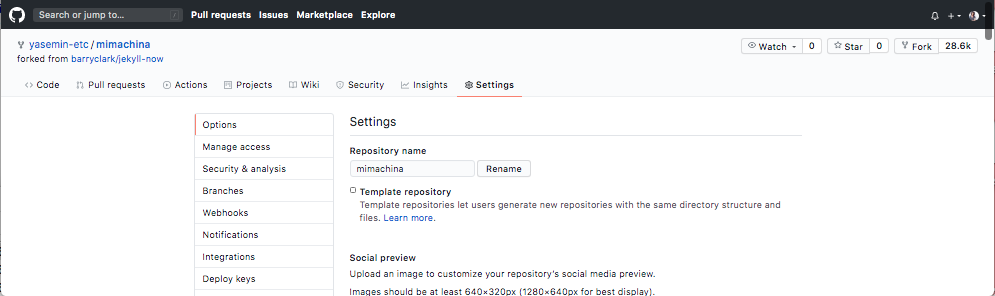 Search or jump to... /
Pull requests Issues Marketplace Explore
yasemin-etc / mimachina
Watch 0 Star 0 Fork 28.6k
forked from barryclark/jekyll-now
Code Pull requests Actions Projects Wiki Security Insights Settings
Options
Manage access
Security & analysis
Branches
Webhooks
Notifications
Integrations
Deploy keys
Settings
Repository name
mimachina Rename
Template repository
Template repositories let users generate new repositories with the same directory structure and
files. Learn more.
Social preview
Upload an image to customize your repository's social media preview.
Images should be at least 640×320px (1280×640px for best display).